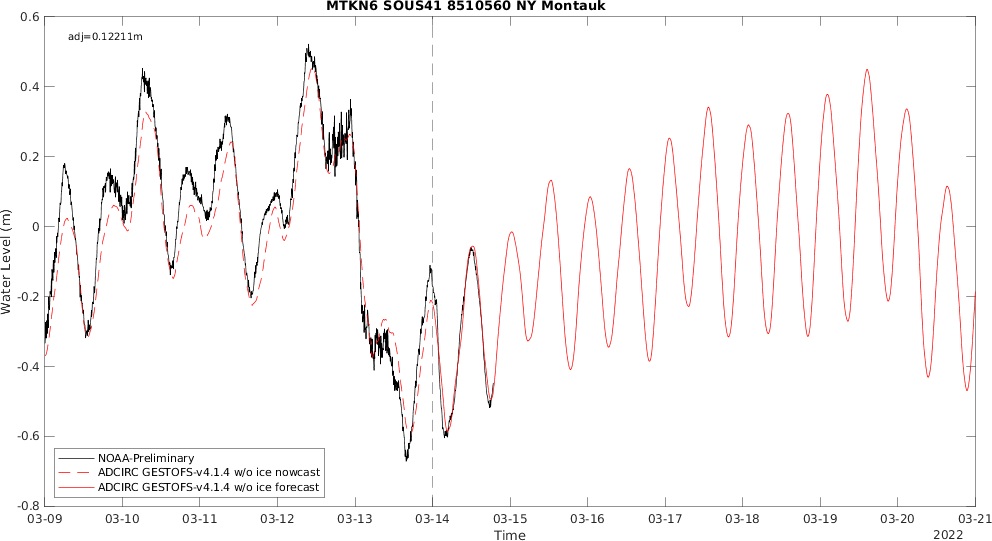 MTKN6 SOUS41 8510560 NY Montauk
adj=0.12211m
0.6
0.4
0.2
0
-0.2
-0.4
-0.6
-0.8
Water Level (m)
NOAA-Preliminary
ADCIRC GESTOFS-v4.1.4 w/o ice nowcast
ADCIRC GESTOFS-v4.1.4 w/o ice forecast
03-09 03-10 03-11 03-12 03-13 03-14 03-15 03-16 03-17 03-18 03-19 03-20 03-21
Time
2022